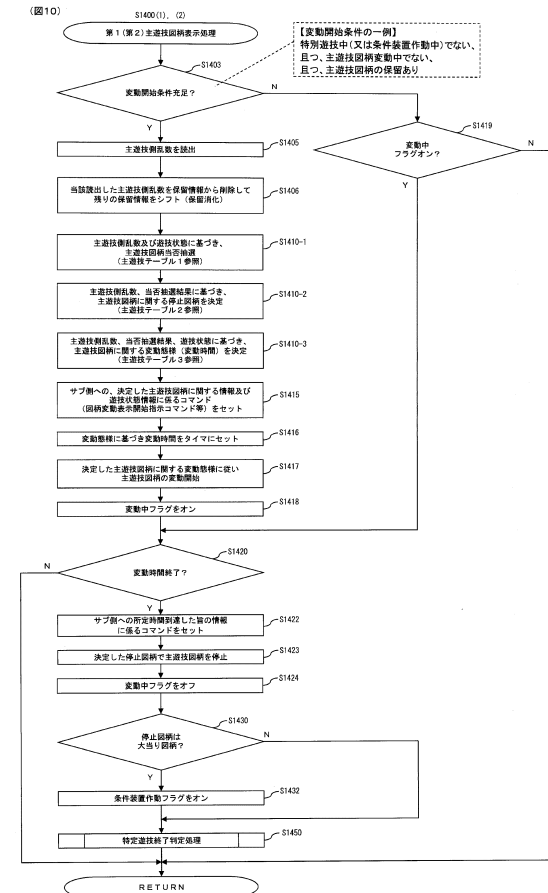 (図10)
S1400(1)、(2)
第1(第2)主遊技図柄表示処理
【変動開始条件の一例】
特別遊技中(又は条件装置作動中)でない、
且つ、主遊技図柄変動中でない、
且つ、主遊技図柄の保留あり
S1403
変動開始条件充足?
N
Y
S1419
変動中
フラグオン?
N
Y
S1405
主遊技側乱数を読出
S1406
当該読出した主遊技側乱数を保留情報から削除して
残りの保留情報をシフト(保留消化)
S1410-1
主遊技側乱数及び遊技状態に基づき、
主遊技図柄当否抽選
(主遊技テーブル1参照)
S1410-2
主遊技側乱数、当否抽選結果に基づき、
主遊技図柄に関する停止図柄を決定
(主遊技テーブル2参照)
S1410-3
主遊技側乱数、当否抽選結果、遊技状態に基づき、
主遊技図柄に関する変動態様(変動時間)を決定
(主遊技テーブル3参照)
S1415
サブ側への、決定した主遊技図柄に関する情報及び
遊技状態情報に係るコマンド
(図柄変動表示開始指示コマンド等)をセット
S1416
変動態様に基づき変動時間をタイマにセット
S1417
決定した主遊技図柄に関する変動態様に従い
主遊技図柄の変動開始
S1418
変動中フラグをオン
S1420
変動時間終了?
N
Y
S1422
サブ側への所定時間到達した旨の情報
に係るコマンドをセット
S1423
決定した停止図柄で主遊技図柄を停止
S1424
変動中フラグをオフ
S1430
停止図柄は
大当り図柄?
N
Y
S1432
条件装置作動フラグをオン
S1450
特定遊技終了判定処理
RETURN